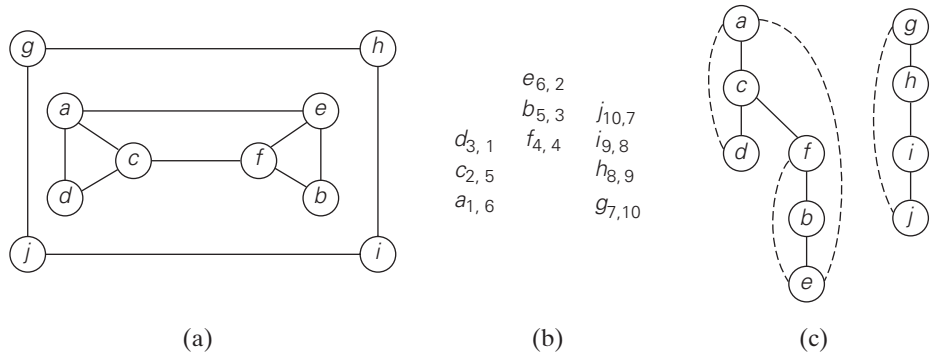 g h
a e
c f
d b
j i
(a)
e6, 2
b5, 3 j10,7
d3, 1 f4, 4 i9, 8
c2, 5 h8, 9
a1, 6 g7,10
(b)
a g
c h
d f i
b j
e
(c)